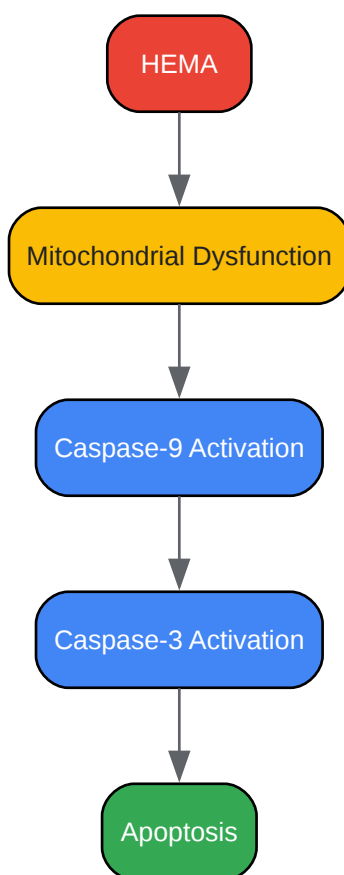 HEMA
Mitochondrial Dysfunction
Caspase-9 Activation
Caspase-3 Activation
Apoptosis